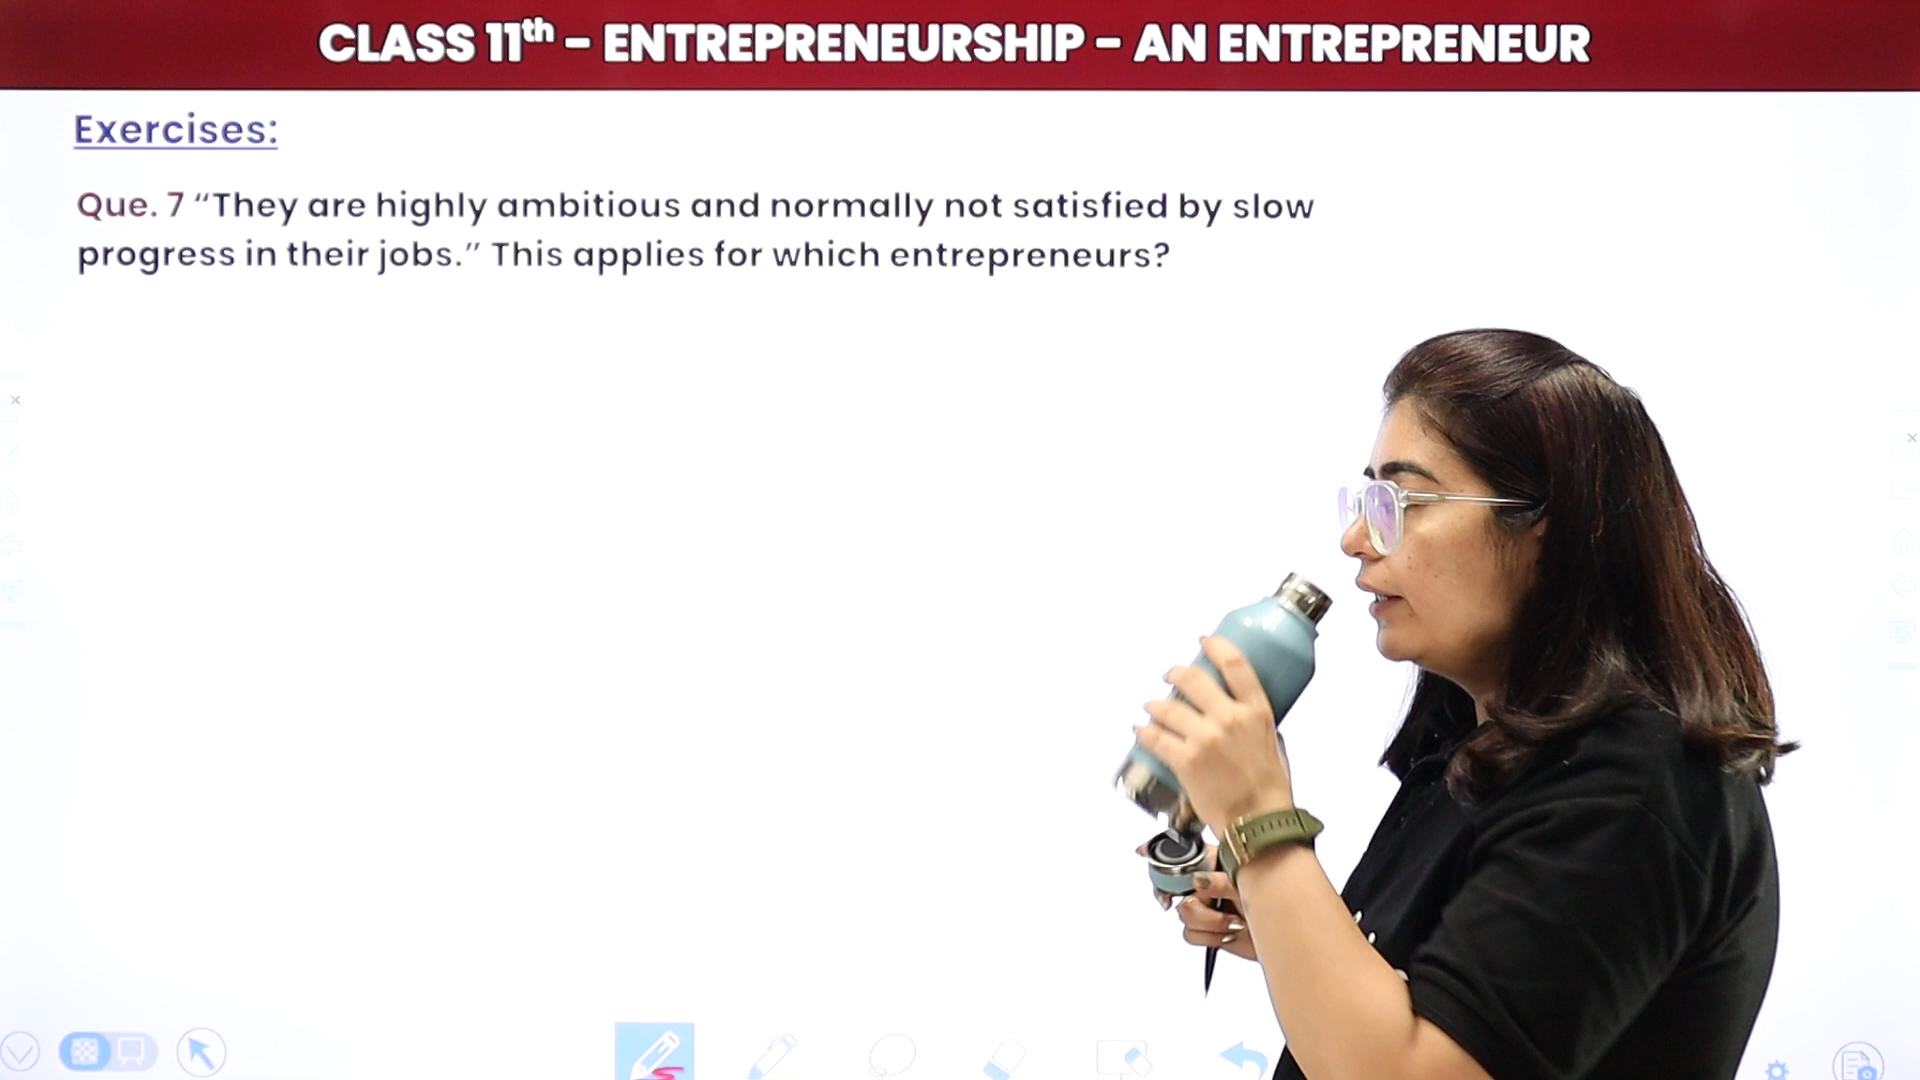 CLASS 11th – ENTREPRENEURSHIP – AN ENTREPRENEUR
Exercises:
Que. 7 “They are highly ambitious and normally not satisfied by slow
progress in their jobs.” This applies for which entrepreneurs?